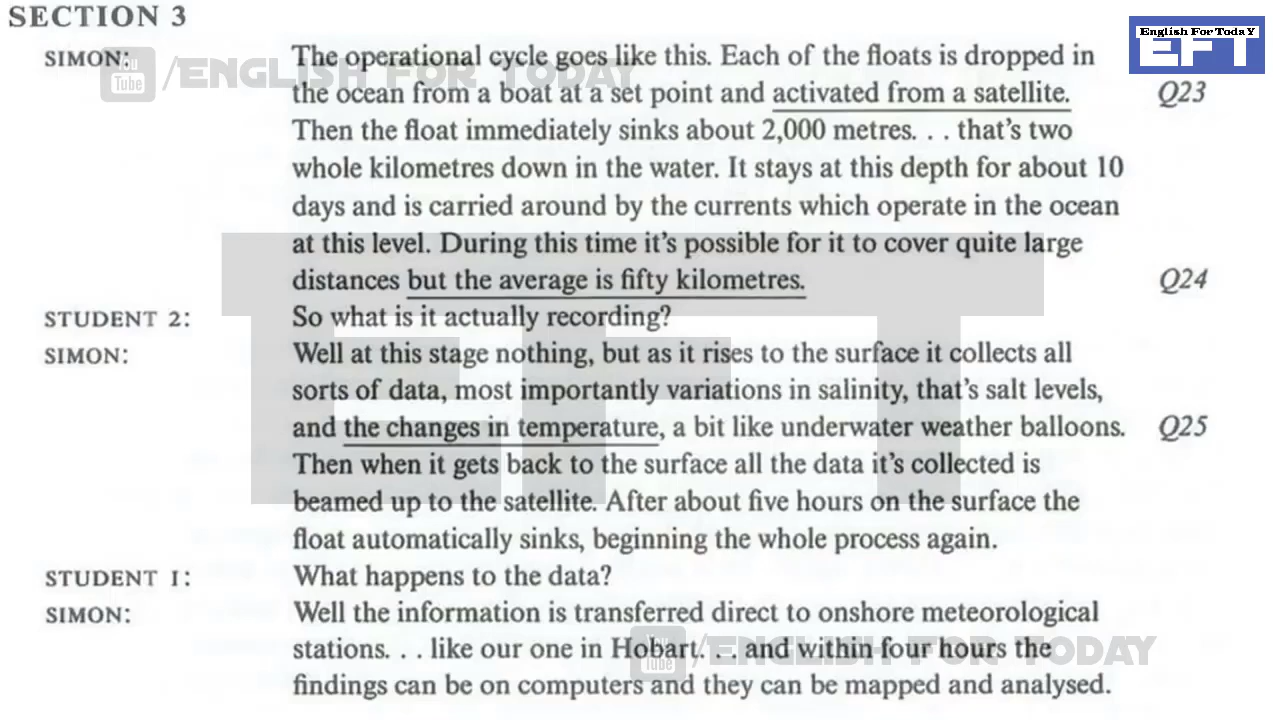 SECTION 3
English For TodaY
EFT
SIMON: The operational cycle goes like this. Each of the floats is dropped in
You Tube /ENGLISH FOR TODAY
the ocean from a boat at a set point and activated from a satellite. Q23
Then the float immediately sinks about 2,000 metres. . . that's two
whole kilometres down in the water. It stays at this depth for about 10
days and is carried around by the currents which operate in the ocean
at this level. During this time it's possible for it to cover quite large
distances but the average is fifty kilometres. Q24
EFT
STUDENT 2: So what is it actually recording?
SIMON: Well at this stage nothing, but as it rises to the surface it collects all
sorts of data, most importantly variations in salinity, that's salt levels,
and the changes in temperature, a bit like underwater weather balloons. Q25
Then when it gets back to the surface all the data it's collected is
beamed up to the satellite. After about five hours on the surface the
float automatically sinks, beginning the whole process again.
STUDENT 1: What happens to the data?
SIMON: Well the information is transferred direct to onshore meteorological
stations. . . like our one in Hobart. . . and within four hours the
You Tube /ENGLISH FOR TODAY
findings can be on computers and they can be mapped and analysed.